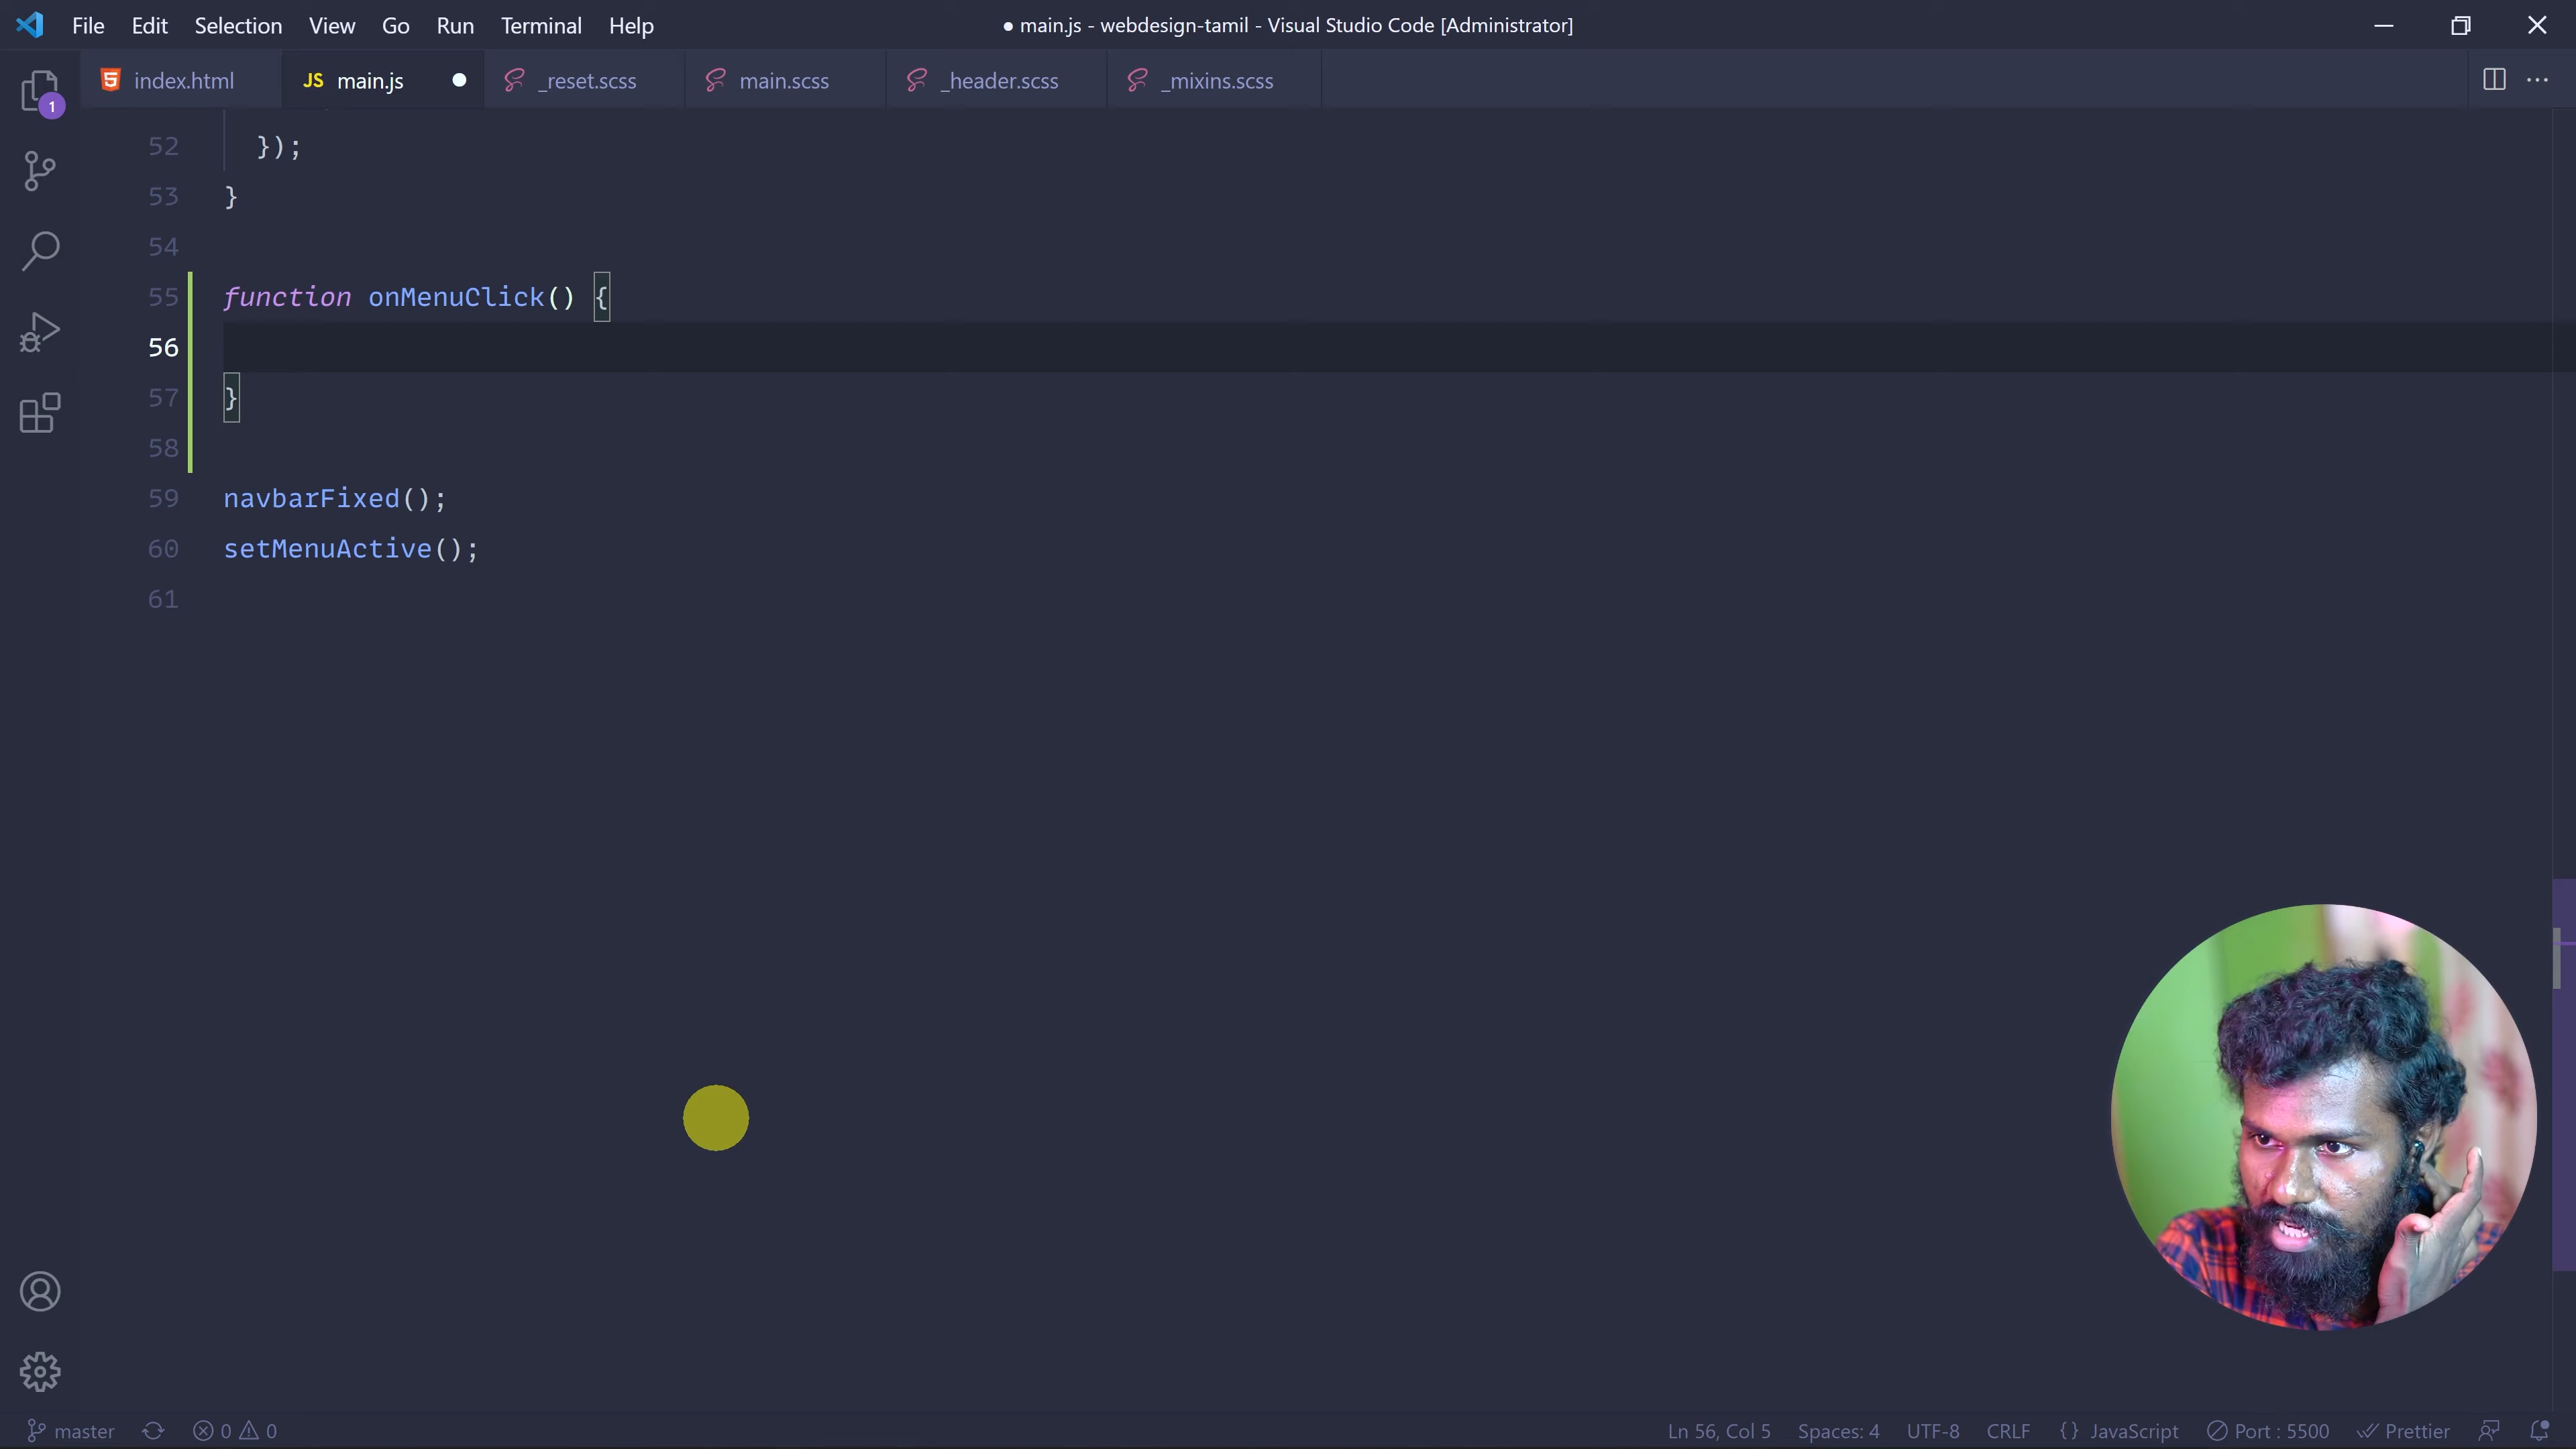 File Edit Selection View Go Run Terminal Help
● main.js - webdesign-tamil - Visual Studio Code [Administrator]
index.html
JS main.js
_reset.scss
main.scss
_header.scss
_mixins.scss
1
52 });
53 }
54
55 function onMenuClick() {
56
57 }
58
59 navbarFixed();
60 setMenuActive();
61
master 0 0
Ln 56, Col 5 Spaces: 4 UTF-8 CRLF {} JavaScript Port : 5500 Prettier